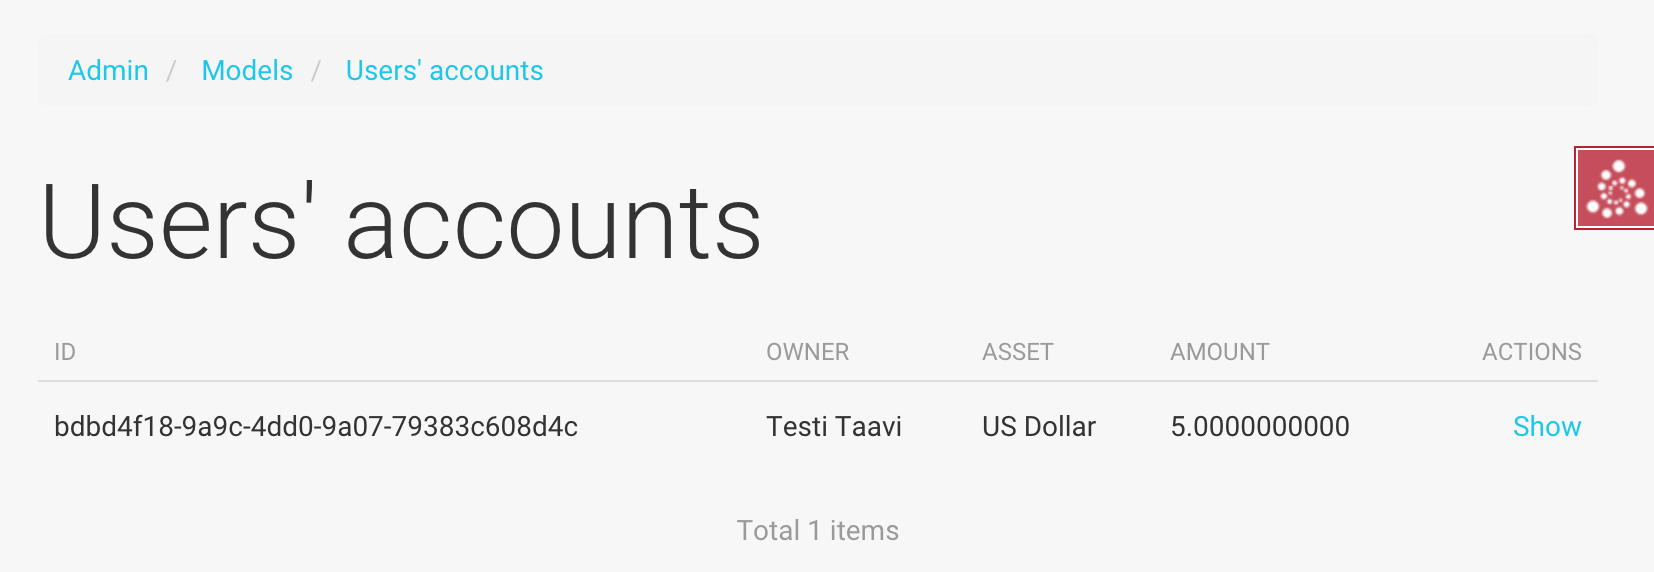 Admin / Models / Users' accounts
Users' accounts
ID OWNER ASSET AMOUNT ACTIONS
bdbd4f18-9a9c-4dd0-9a07-79383c608d4c Testi Taavi US Dollar 5.0000000000 Show
Total 1 items